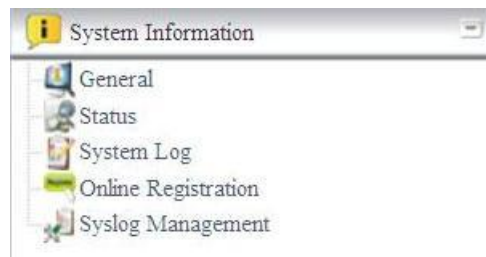 System Information
General
Status
System Log
Online Registration
Syslog Management